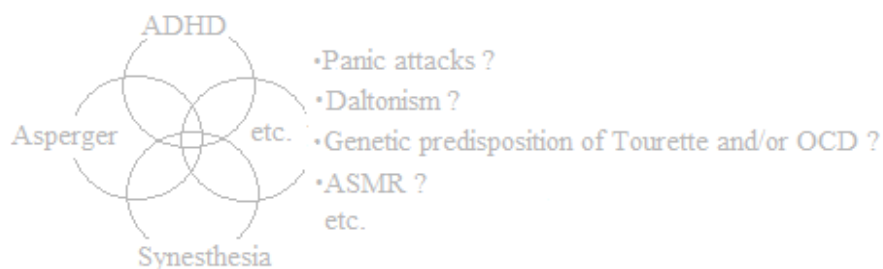 ADHD
Asperger
etc.
Synesthesia
•Panic attacks ?
•Daltonism ?
•Genetic predisposition of Tourette and/or OCD ?
•ASMR ?
etc.